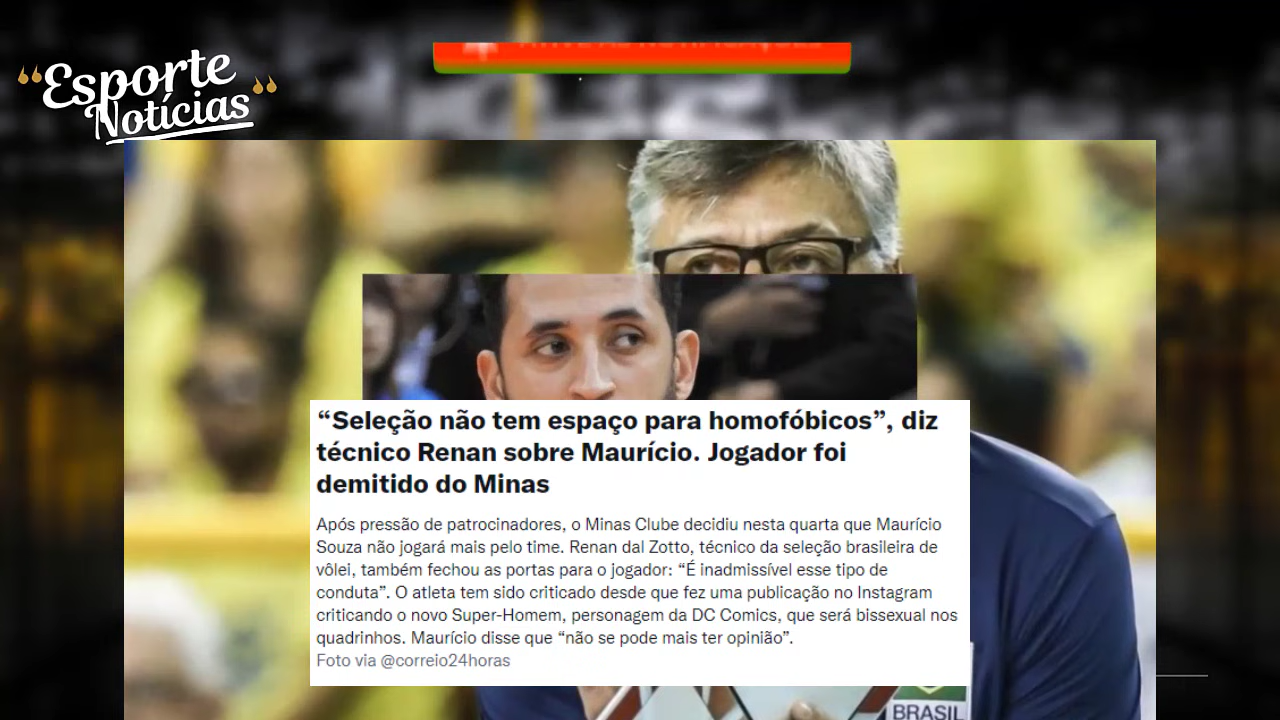 “Esporte
Notícias”
“Seleção não tem espaço para homofóbicos”, diz
técnico Renan sobre Maurício. Jogador foi
demitido do Minas
Após pressão de patrocinadores, o Minas Clube decidiu nesta quarta que Maurício
Souza não jogará mais pelo time. Renan dal Zotto, técnico da seleção brasileira de
vôlei, também fechou as portas para o jogador: “É inadmissível esse tipo de
conduta”. O atleta tem sido criticado desde que fez uma publicação no Instagram
criticando o novo Super-Homem, personagem da DC Comics, que será bissexual nos
quadrinhos. Maurício disse que “não se pode mais ter opinião”.
Foto via @correio24horas
BRASIL